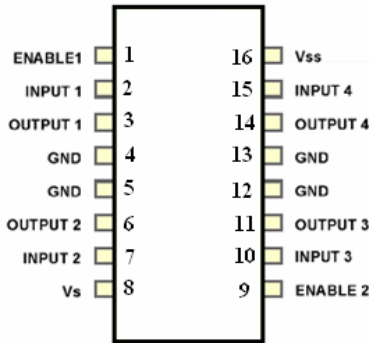 ENABLE1 1 16 Vss
INPUT 1 2 15 INPUT 4
OUTPUT 1 3 14 OUTPUT 4
GND 4 13 GND
GND 5 12 GND
OUTPUT 2 6 11 OUTPUT 3
INPUT 2 7 10 INPUT 3
Vs 8 9 ENABLE 2